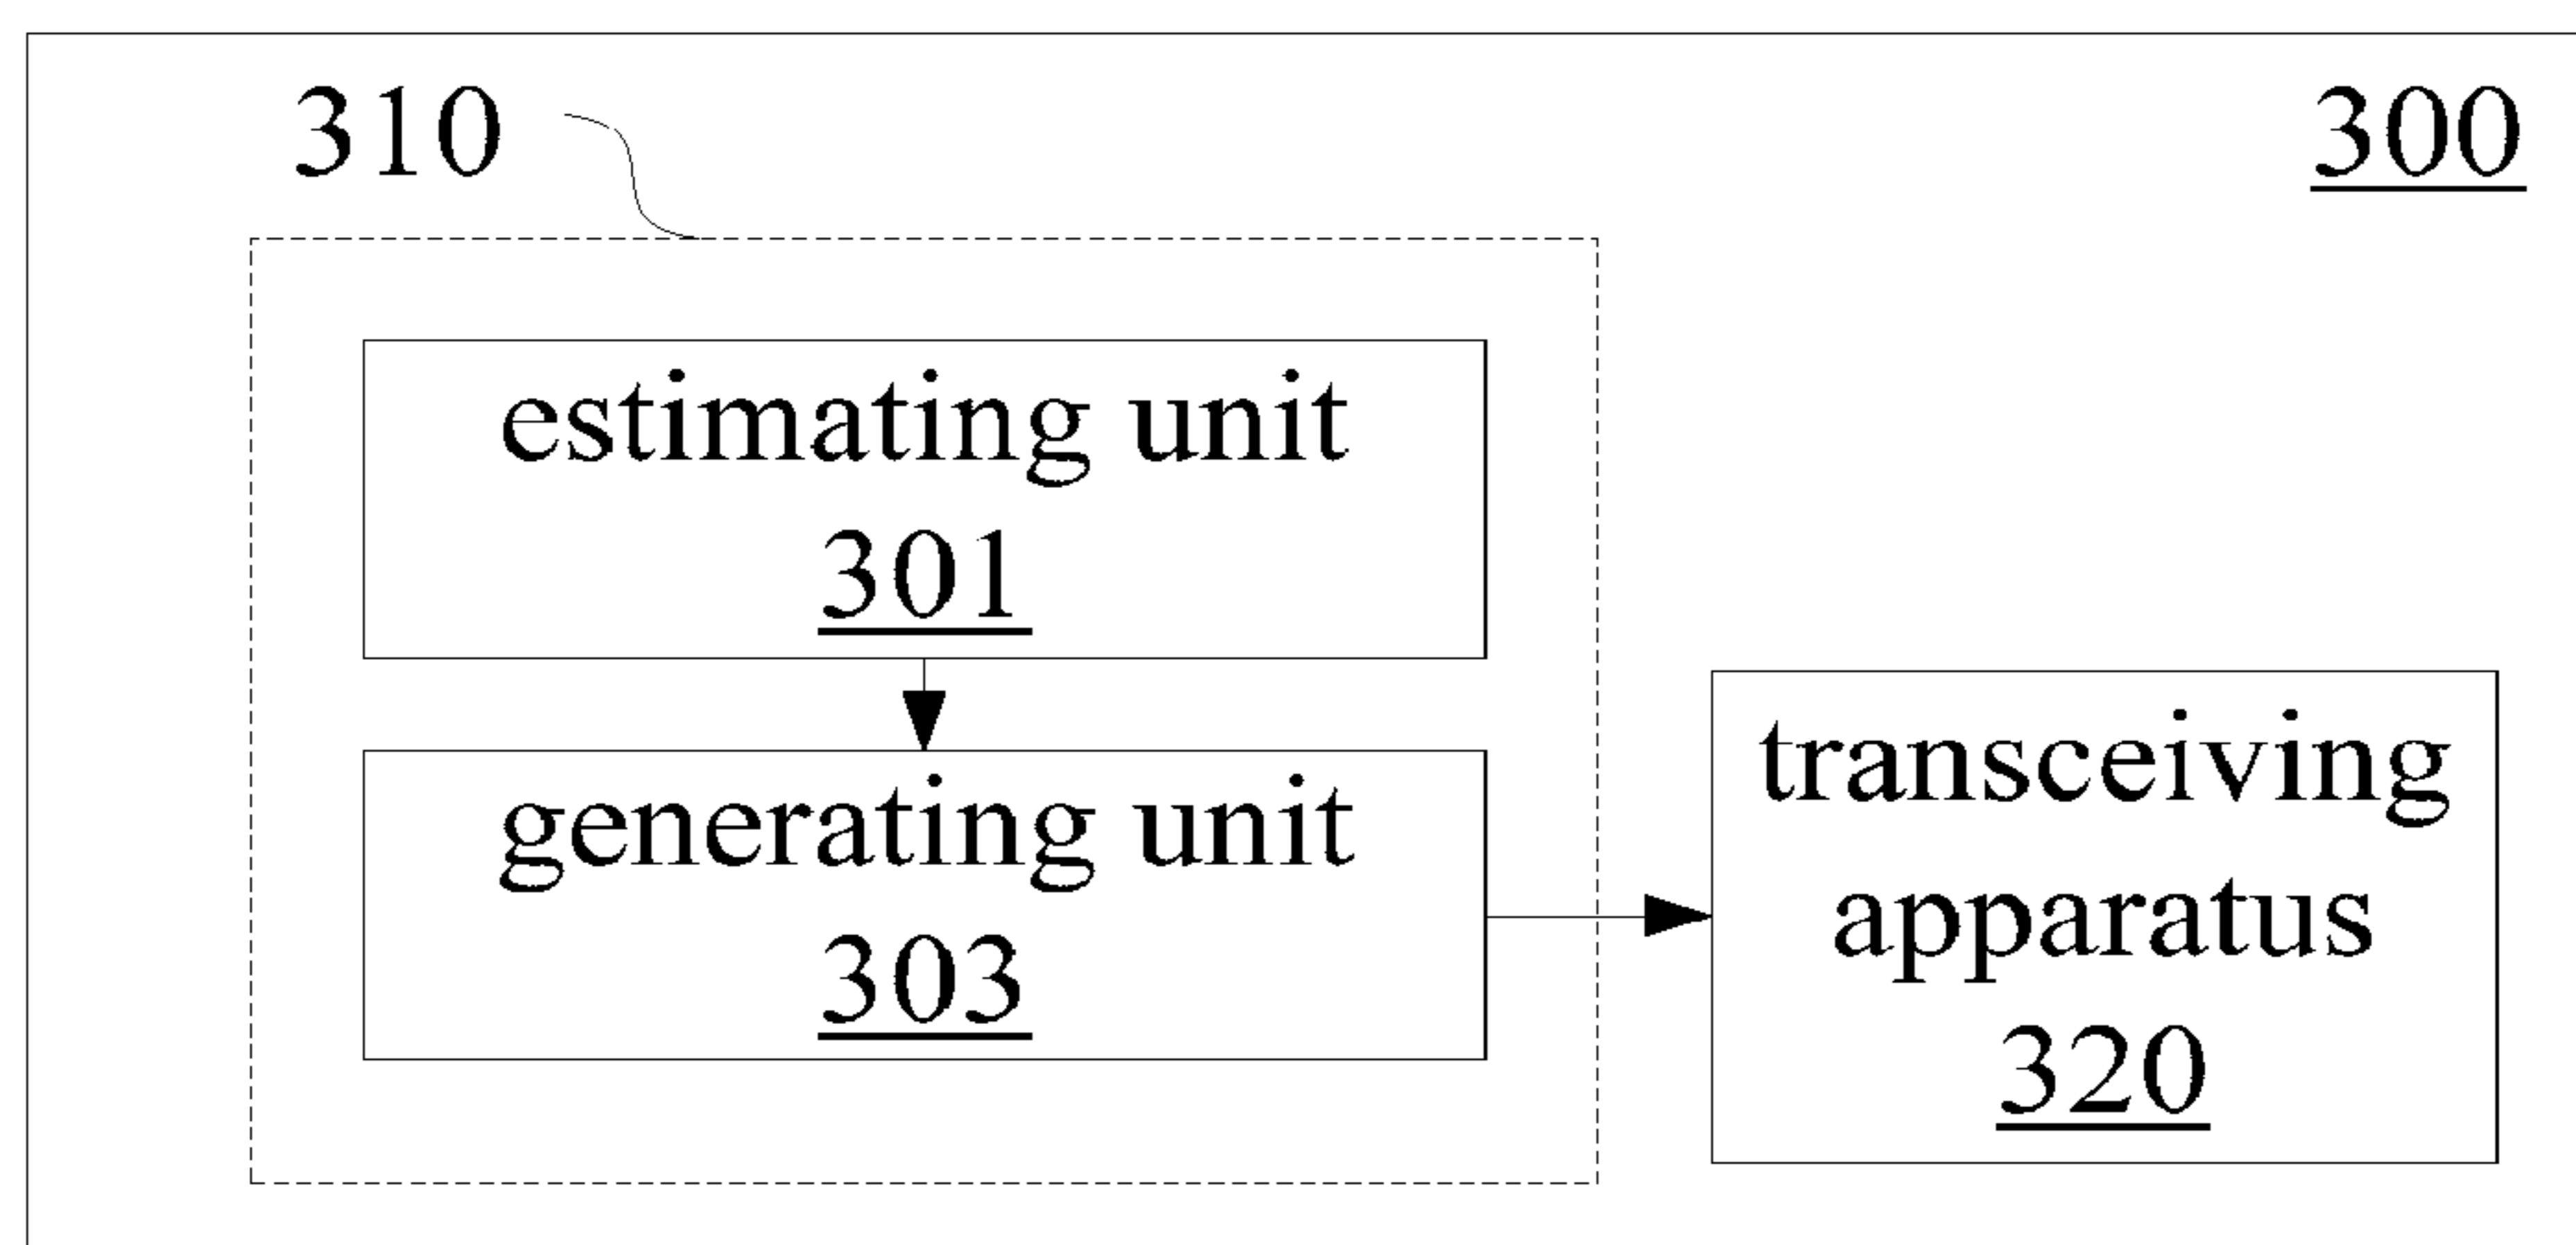 310
300
estimating unit
301
generating unit
303
transceiving
apparatus
320